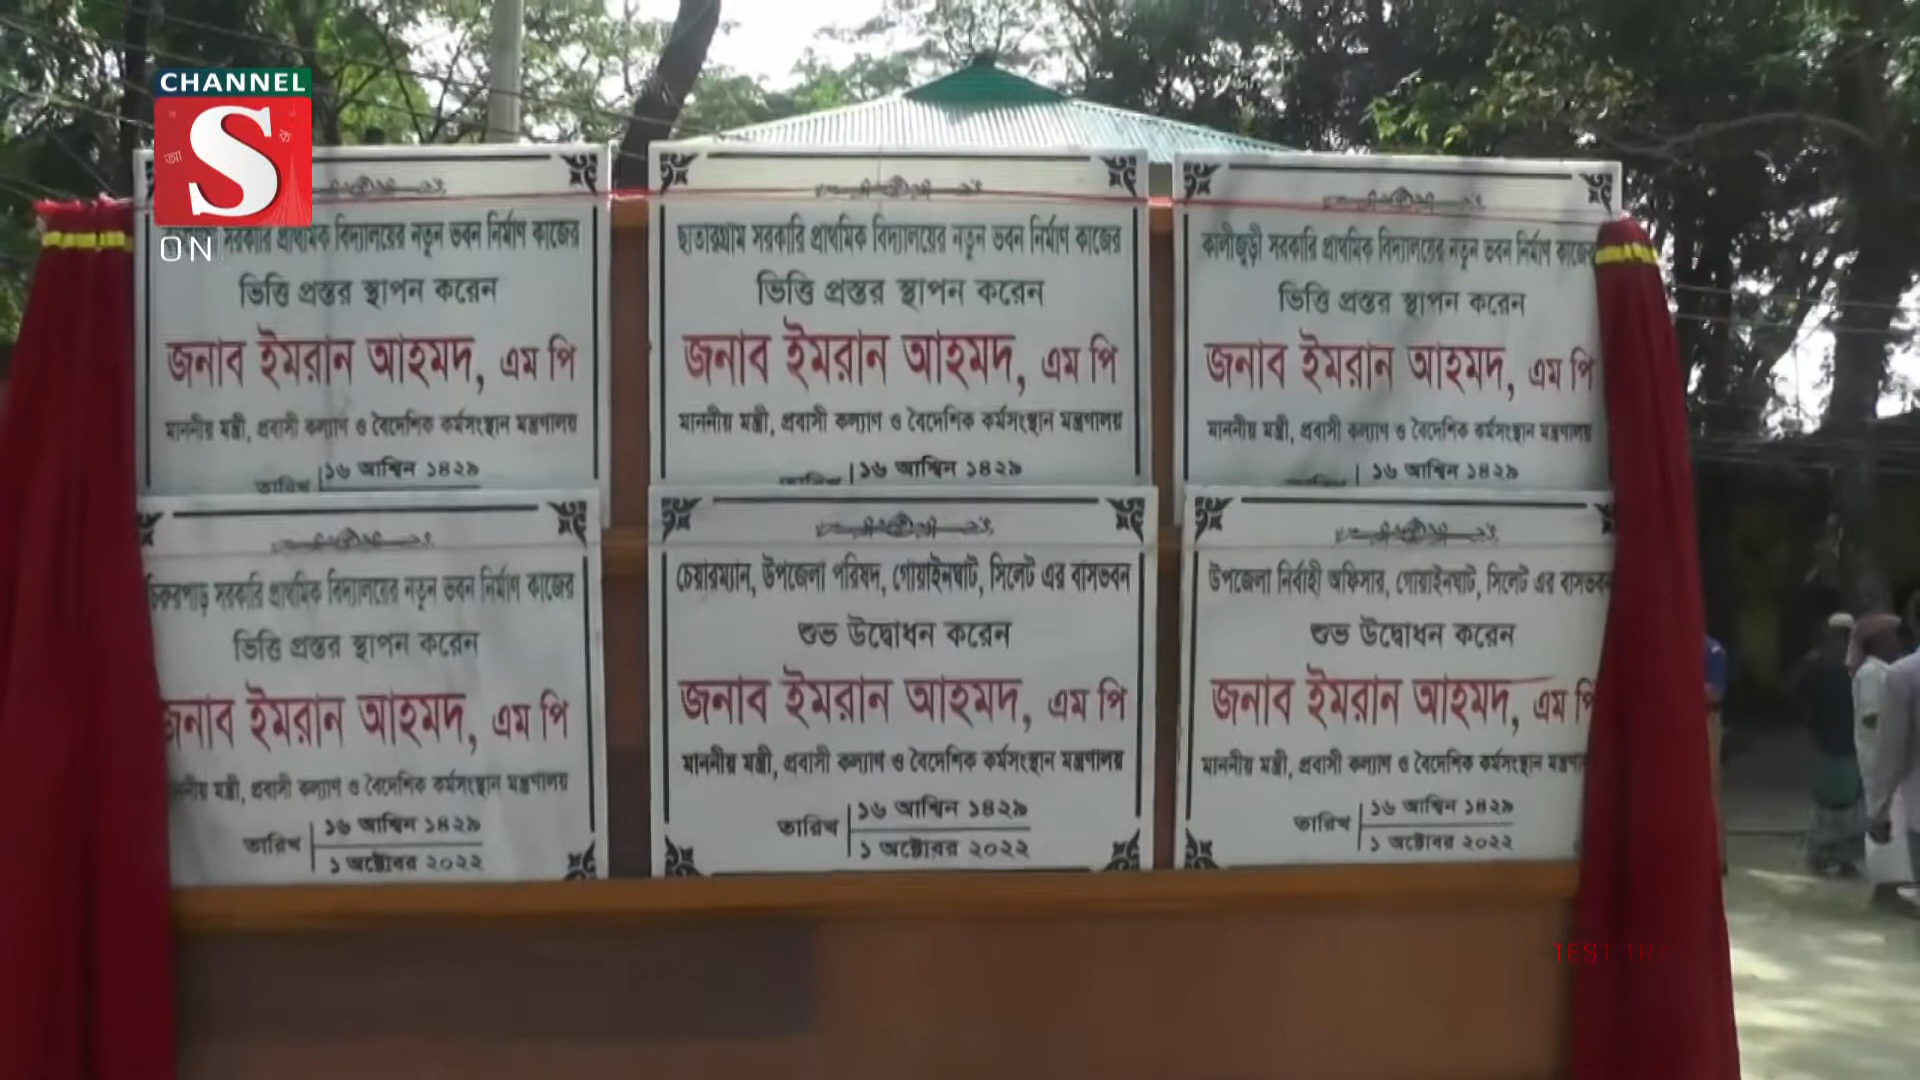 CHANNEL
S
ON
সরকারি প্রাথমিক বিদ্যালয়ের নতুন ভবন নির্মাণ কাজের
ভিত্তি প্রস্তর স্থাপন করেন
জনাব ইমরান আহমদ, এম পি
মাননীয় মন্ত্রী, প্রবাসী কল্যাণ ও বৈদেশিক কর্মসংস্থান মন্ত্রণালয়
তারিখ
১৬ আশ্বিন ১৪২৯
ছাতারগ্রাম সরকারি প্রাথমিক বিদ্যালয়ের নতুন ভবন নির্মাণ কাজের
ভিত্তি প্রস্তর স্থাপন করেন
জনাব ইমরান আহমদ, এম পি
মাননীয় মন্ত্রী, প্রবাসী কল্যাণ ও বৈদেশিক কর্মসংস্থান মন্ত্রণালয়
১৬ আশ্বিন ১৪২৯
কালীজুড়ী সরকারি প্রাথমিক বিদ্যালয়ের নতুন ভবন নির্মাণ কাজের
ভিত্তি প্রস্তর স্থাপন করেন
জনাব ইমরান আহমদ, এম পি
মাননীয় মন্ত্রী, প্রবাসী কল্যাণ ও বৈদেশিক কর্মসংস্থান মন্ত্রণালয়
১৬ আশ্বিন ১৪২৯
সরকারি প্রাথমিক বিদ্যালয়ের নতুন ভবন নির্মাণ কাজের
ভিত্তি প্রস্তর স্থাপন করেন
জনাব ইমরান আহমদ, এম পি
মাননীয় মন্ত্রী, প্রবাসী কল্যাণ ও বৈদেশিক কর্মসংস্থান মন্ত্রণালয়
তারিখ
১৬ আশ্বিন ১৪২৯
১ অক্টোবর ২০২২
চেয়ারম্যান, উপজেলা পরিষদ, গোয়াইনঘাট, সিলেট এর বাসভবন
শুভ উদ্বোধন করেন
জনাব ইমরান আহমদ, এম পি
মাননীয় মন্ত্রী, প্রবাসী কল্যাণ ও বৈদেশিক কর্মসংস্থান মন্ত্রণালয়
তারিখ
১৬ আশ্বিন ১৪২৯
১ অক্টোবর ২০২২
উপজেলা নির্বাহী অফিসার, গোয়াইনঘাট, সিলেট এর বাসভবন
শুভ উদ্বোধন করেন
জনাব ইমরান আহমদ, এম পি
মাননীয় মন্ত্রী, প্রবাসী কল্যাণ ও বৈদেশিক কর্মসংস্থান
তারিখ
১৬ আশ্বিন ১৪২৯
১ অক্টোবর ২০২২